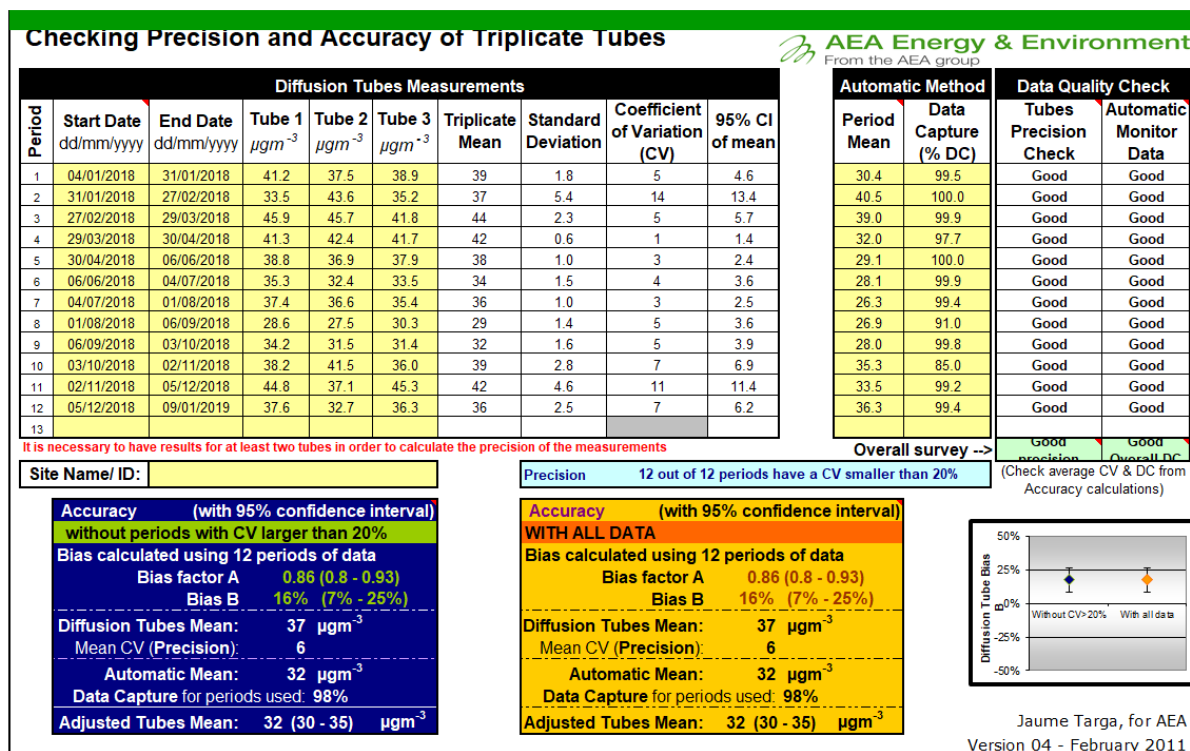 Checking Precision and Accuracy of Triplicate Tubes
AEA Energy & Environment
From the AEA group
Diffusion Tubes Measurements
Automatic Method
Data Quality Check
Period Start Date dd/mm/yyyy End Date dd/mm/yyyy Tube 1 µgm-3 Tube 2 µgm-3 Tube 3 µgm-3 Triplicate Mean Standard Deviation Coefficient of Variation (CV) 95% CI of mean Period Mean Data Capture (% DC) Tubes Precision Check Automatic Monitor Data
1 04/01/2018 31/01/2018 41.2 37.5 38.9 39 1.8 5 4.6 30.4 99.5 Good Good
2 31/01/2018 27/02/2018 33.5 43.6 35.2 37 5.4 14 13.4 40.5 100.0 Good Good
3 27/02/2018 29/03/2018 45.9 45.7 41.8 44 2.3 5 5.7 39.0 99.9 Good Good
4 29/03/2018 30/04/2018 41.3 42.4 41.7 42 0.6 1 1.4 32.0 97.7 Good Good
5 30/04/2018 06/06/2018 38.8 36.9 37.9 38 1.0 3 2.4 29.1 100.0 Good Good
6 06/06/2018 04/07/2018 35.3 32.4 33.5 34 1.5 4 3.6 28.1 99.9 Good Good
7 04/07/2018 01/08/2018 37.4 36.6 35.4 36 1.0 3 2.5 26.3 99.4 Good Good
8 01/08/2018 06/09/2018 28.6 27.5 30.3 29 1.4 5 3.6 26.9 91.0 Good Good
9 06/09/2018 03/10/2018 34.2 31.5 31.4 32 1.6 5 3.9 28.0 99.8 Good Good
10 03/10/2018 02/11/2018 38.2 41.5 36.0 39 2.8 7 6.9 35.3 85.0 Good Good
11 02/11/2018 05/12/2018 44.8 37.1 45.3 42 4.6 11 11.4 33.5 99.2 Good Good
12 05/12/2018 09/01/2019 37.6 32.7 36.3 36 2.5 7 6.2 36.3 99.4 Good Good
13
It is necessary to have results for at least two tubes in order to calculate the precision of the measurements
Overall survey --> Good precision Good Overall DC
Site Name/ ID:
Precision 12 out of 12 periods have a CV smaller than 20%
(Check average CV & DC from
Accuracy calculations)
Accuracy (with 95% confidence interval)
without periods with CV larger than 20%
Bias calculated using 12 periods of data
Bias factor A 0.86 (0.8 - 0.93)
Bias B 16% (7% - 25%)
Diffusion Tubes Mean: 37 µgm-3
Mean CV (Precision): 6
Automatic Mean: 32 µgm-3
Data Capture for periods used: 98%
Adjusted Tubes Mean: 32 (30 - 35) µgm-3
Accuracy (with 95% confidence interval)
WITH ALL DATA
Bias calculated using 12 periods of data
Bias factor A 0.86 (0.8 - 0.93)
Bias B 16% (7% - 25%)
Diffusion Tubes Mean: 37 µgm-3
Mean CV (Precision): 6
Automatic Mean: 32 µgm-3
Data Capture for periods used: 98%
Adjusted Tubes Mean: 32 (30 - 35) µgm-3
Diffusion Tube Bias B
50%
25%
0%
-25%
-50%
Without CV>20% With all data
Jaume Targa, for AEA
Version 04 - February 2011